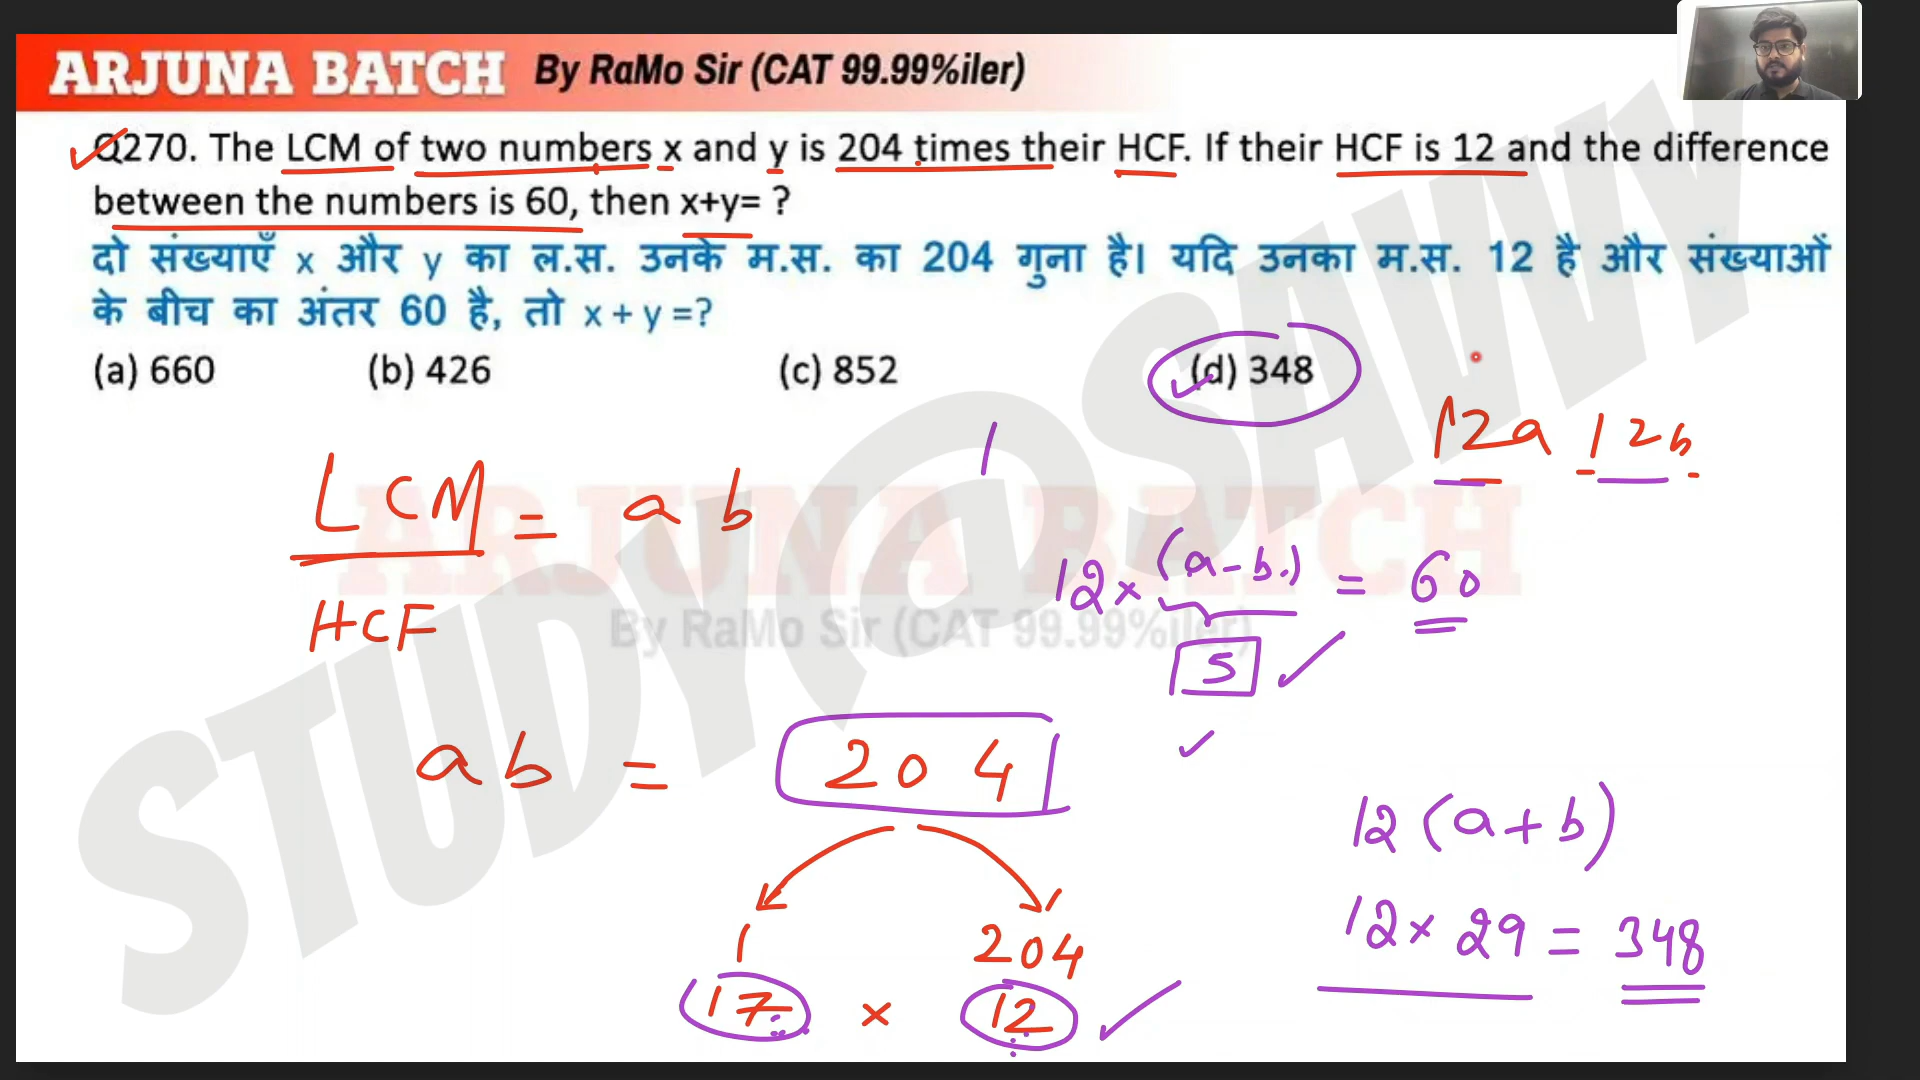 ARJUNA BATCH By RaMo Sir (CAT 99.99%iler)
Q270. The LCM of two numbers x and y is 204 times their HCF. If their HCF is 12 and the difference
between the numbers is 60, then x+y= ?
दो संख्याएँ x और y का ल.स. उनके म.स. का 204 गुना है। यदि उनका म.स. 12 है और संख्याओं
के बीच का अंतर 60 है, तो x + y =?
(a) 660 (b) 426 (c) 852 (d) 348
12a 12b
LCM = a b
HCF
12 × (a - b) = 60
5
a b = 204
1 204
17 × 12
12 (a + b)
12 × 29 = 348
ARJUNA BATCH
By RaMo Sir (CAT 99.99%iler)
STUDY@SAVVY